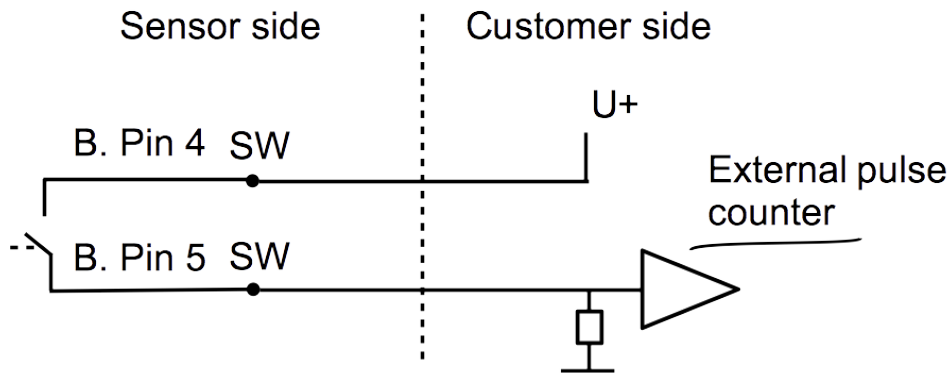 Sensor side
Customer side
U+
B. Pin 4 SW
External pulse
counter
B. Pin 5 SW